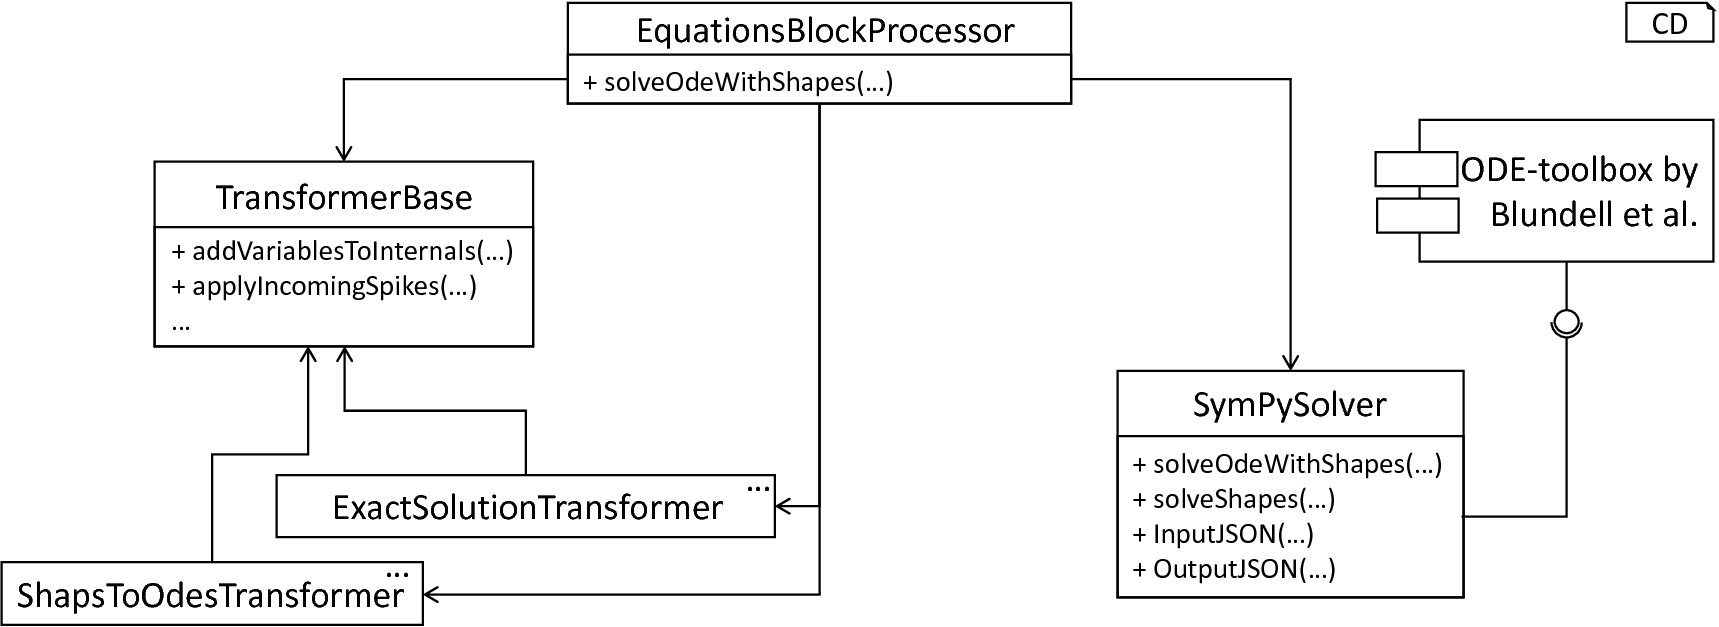 EquationsBlockProcessor
+ solveOdeWithShapes(...)
CD
TransformerBase
+ addVariablesToInternals(...)
+ applyIncomingSpikes(...)
...
ODE-toolbox by
Blundell et al.
SymPySolver
+ solveOdeWithShapes(...)
+ solveShapes(...)
+ InputJSON(...)
+ OutputJSON(...)
...
ExactSolutionTransformer
...
ShapsToOdesTransformer